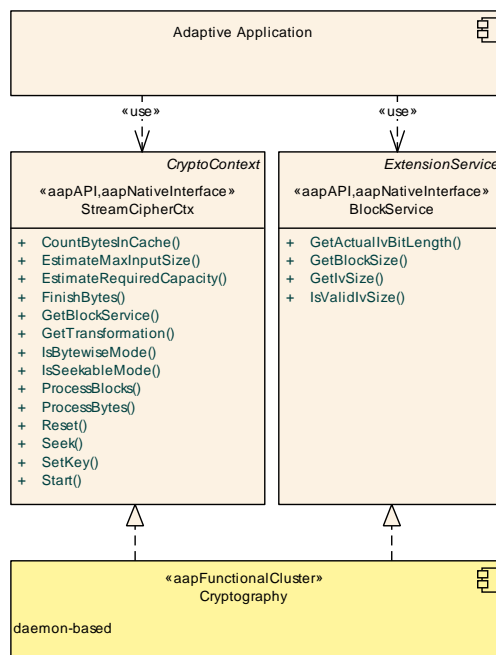 Adaptive Application
«use»
«use»
CryptoContext
«aapAPI,aapNativeInterface»
StreamCipherCtx
+ CountBytesInCache()
+ EstimateMaxInputSize()
+ EstimateRequiredCapacity()
+ FinishBytes()
+ GetBlockService()
+ GetTransformation()
+ IsBytewiseMode()
+ IsSeekableMode()
+ ProcessBlocks()
+ ProcessBytes()
+ Reset()
+ Seek()
+ SetKey()
+ Start()
ExtensionService
«aapAPI,aapNativeInterface»
BlockService
+ GetActualIvBitLength()
+ GetBlockSize()
+ GetIvSize()
+ IsValidIvSize()
«aapFunctionalCluster»
Cryptography
daemon-based